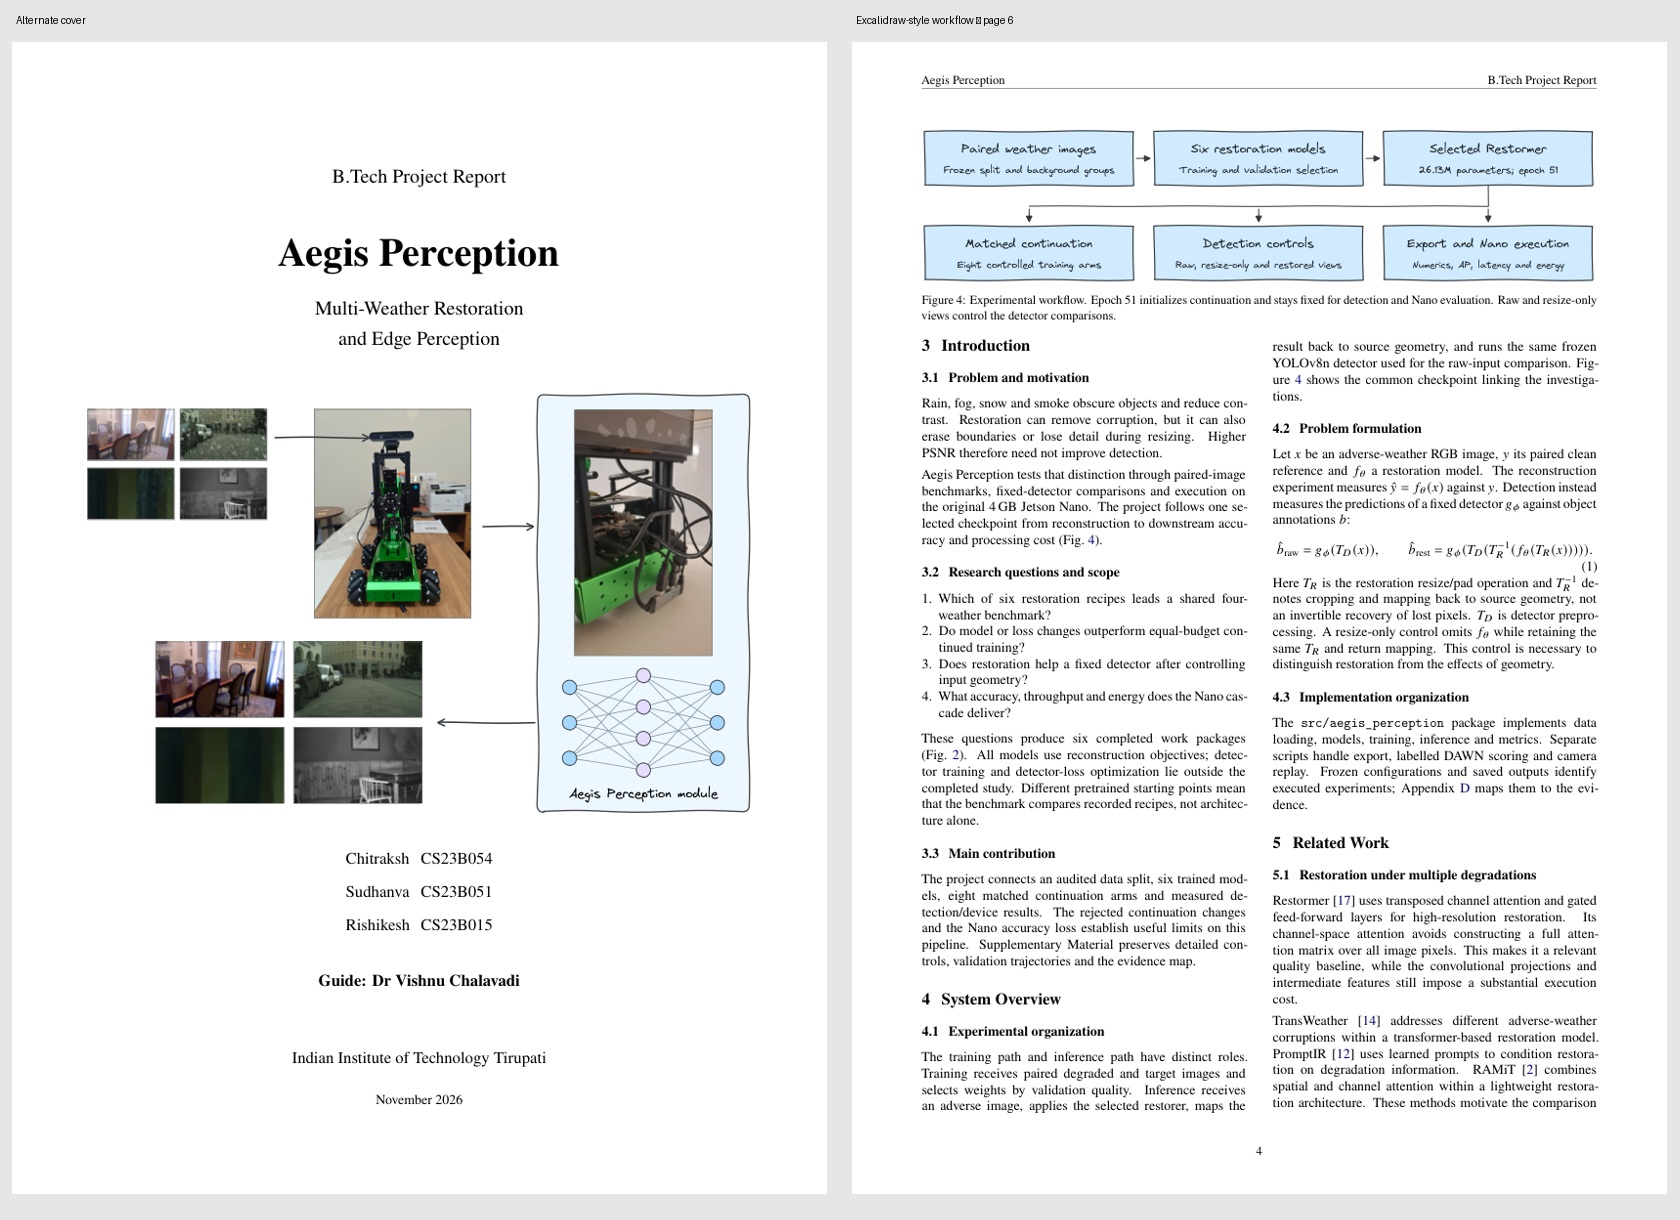 Alternate cover
B.Tech Project Report
Aegis Perception
Multi-Weather Restoration
and Edge Perception
Aegis Perception module
Chitraksh CS23B054
Sudhanva CS23B051
Rishikesh CS23B015
Guide: Dr Vishnu Chalavadi
Indian Institute of Technology Tirupati
November 2026
Excalidraw-style workflow page 6
Aegis Perception B.Tech Project Report
Paired weather images
Frozen split and background groups
Six restoration models
Training and validation selection
Selected Restormer
26.13M parameters; epoch 51
Matched continuation
Eight controlled training arms
Detection controls
Raw, resize-only and restored views
Export and Nano execution
Numerics, AP, latency and energy
Figure 4: Experimental workflow. Epoch 51 initializes continuation and stays fixed for detection and Nano evaluation. Raw and resize-only
views control the detector comparisons.
3 Introduction
3.1 Problem and motivation
Rain, fog, snow and smoke obscure objects and reduce con-
trast. Restoration can remove corruption, but it can also
erase boundaries or lose detail during resizing. Higher
PSNR therefore need not improve detection.
Aegis Perception tests that distinction through paired-image
benchmarks, fixed-detector comparisons and execution on
the original 4 GB Jetson Nano. The project follows one se-
lected checkpoint from reconstruction to downstream accu-
racy and processing cost (Fig. 4).
3.2 Research questions and scope
1. Which of six restoration recipes leads a shared four-
weather benchmark?
2. Do model or loss changes outperform equal-budget con-
tinued training?
3. Does restoration help a fixed detector after controlling
input geometry?
4. What accuracy, throughput and energy does the Nano cas-
cade deliver?
These questions produce six completed work packages
(Fig. 2). All models use reconstruction objectives; detec-
tor training and detector-loss optimization lie outside the
completed study. Different pretrained starting points mean
that the benchmark compares recorded recipes, not architec-
ture alone.
3.3 Main contribution
The project connects an audited data split, six trained mod-
els, eight matched continuation arms and measured de-
tection/device results. The rejected continuation changes
and the Nano accuracy loss establish useful limits on this
pipeline. Supplementary Material preserves detailed con-
trols, validation trajectories and the evidence map.
4 System Overview
4.1 Experimental organization
The training path and inference path have distinct roles.
Training receives paired degraded and target images and
selects weights by validation quality. Inference receives
an adverse image, applies the selected restorer, maps the
result back to source geometry, and runs the same frozen
YOLOv8n detector used for the raw-input comparison. Fig-
ure 4 shows the common checkpoint linking the investiga-
tions.
4.2 Problem formulation
Let x be an adverse-weather RGB image, y its paired clean
reference and f_θ a restoration model. The reconstruction
experiment measures ŷ = f_θ(x) against y. Detection instead
measures the predictions of a fixed detector g_ϕ against object
annotations b:
b̂_raw = g_ϕ(T_D(x)), b̂_rest = g_ϕ(T_D(T_R^{-1}(f_θ(T_R(x))))).
(1)
Here T_R is the restoration resize/pad operation and T_R^{-1} de-
notes cropping and mapping back to source geometry, not
an invertible recovery of lost pixels. T_D is detector prepro-
cessing. A resize-only control omits f_θ while retaining the
same T_R and return mapping. This control is necessary to
distinguish restoration from the effects of geometry.
4.3 Implementation organization
The src/aegis_perception package implements data
loading, models, training, inference and metrics. Separate
scripts handle export, labelled DAWN scoring and camera
replay. Frozen configurations and saved outputs identify
executed experiments; Appendix D maps them to the evi-
dence.
5 Related Work
5.1 Restoration under multiple degradations
Restormer [17] uses transposed channel attention and gated
feed-forward layers for high-resolution restoration. Its
channel-space attention avoids constructing a full atten-
tion matrix over all image pixels. This makes it a relevant
quality baseline, while the convolutional projections and
intermediate features still impose a substantial execution
cost.
TransWeather [14] addresses different adverse-weather
corruptions within a transformer-based restoration model.
PromptIR [12] uses learned prompts to condition restora-
tion on degradation information. RAMiT [2] combines
spatial and channel attention within a lightweight restora-
tion architecture. These methods motivate the comparison
4